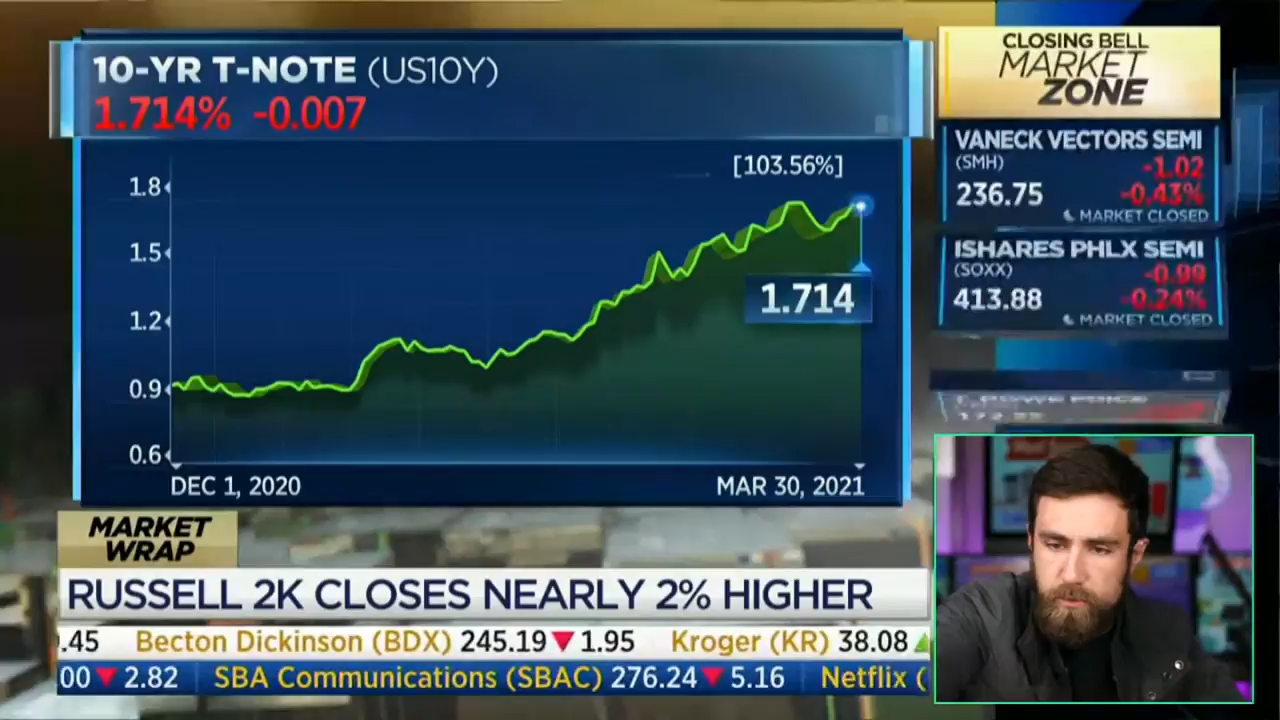 10-YR T-NOTE (US10Y)
1.714% -0.007
[103.56%]
1.8
1.5
1.2
0.9
0.6
1.714
DEC 1, 2020
MAR 30, 2021
CLOSING BELL
MARKET
ZONE
VANECK VECTORS SEMI
(SMH) -1.02
236.75 -0.43%
MARKET CLOSED
ISHARES PHLX SEMI
(SOXX) -0.99
413.88 -0.24%
MARKET CLOSED
MARKET
WRAP
RUSSELL 2K CLOSES NEARLY 2% HIGHER
.45 Becton Dickinson (BDX) 245.19 ▼ 1.95 Kroger (KR) 38.08 ▲
00 ▼ 2.82 SBA Communications (SBAC) 276.24 ▼ 5.16 Netflix (